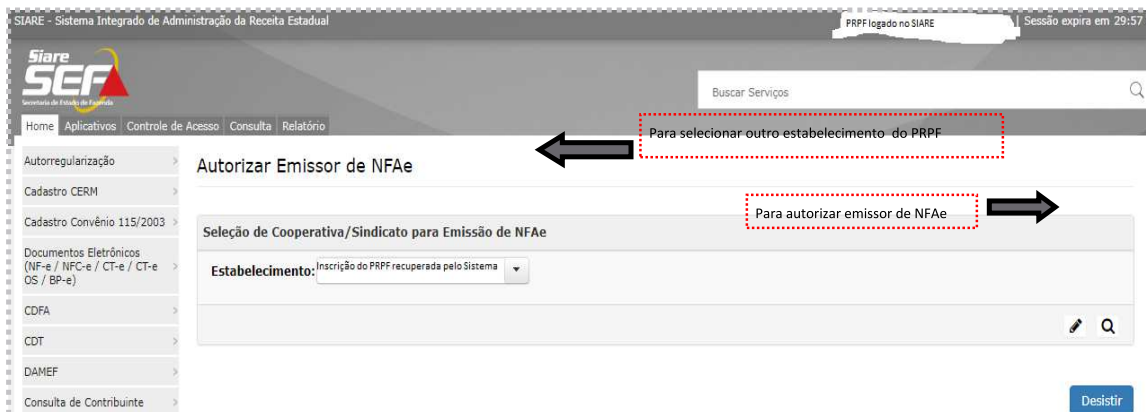 SIARE - Sistema Integrado de Administração da Receita Estadual
PRPF logado no SIARE
| Sessão expira em 29:57
Siare
SEF
Secretaria de Estado de Fazenda
Buscar Serviços
Home Aplicativos Controle de Acesso Consulta Relatório
Para selecionar outro estabelecimento do PRPF
Autorregularização
Autorizar Emissor de NFAe
Cadastro CERM
Para autorizar emissor de NFAe
Cadastro Convênio 115/2003
Seleção de Cooperativa/Sindicato para Emissão de NFAe
Documentos Eletrônicos
(NF-e / NFC-e / CT-e / CT-e
OS / BP-e)
Estabelecimento: Inscrição do PRPF recuperada pelo Sistema
CDFA
CDT
DAMEF
Consulta de Contribuinte
Desistir